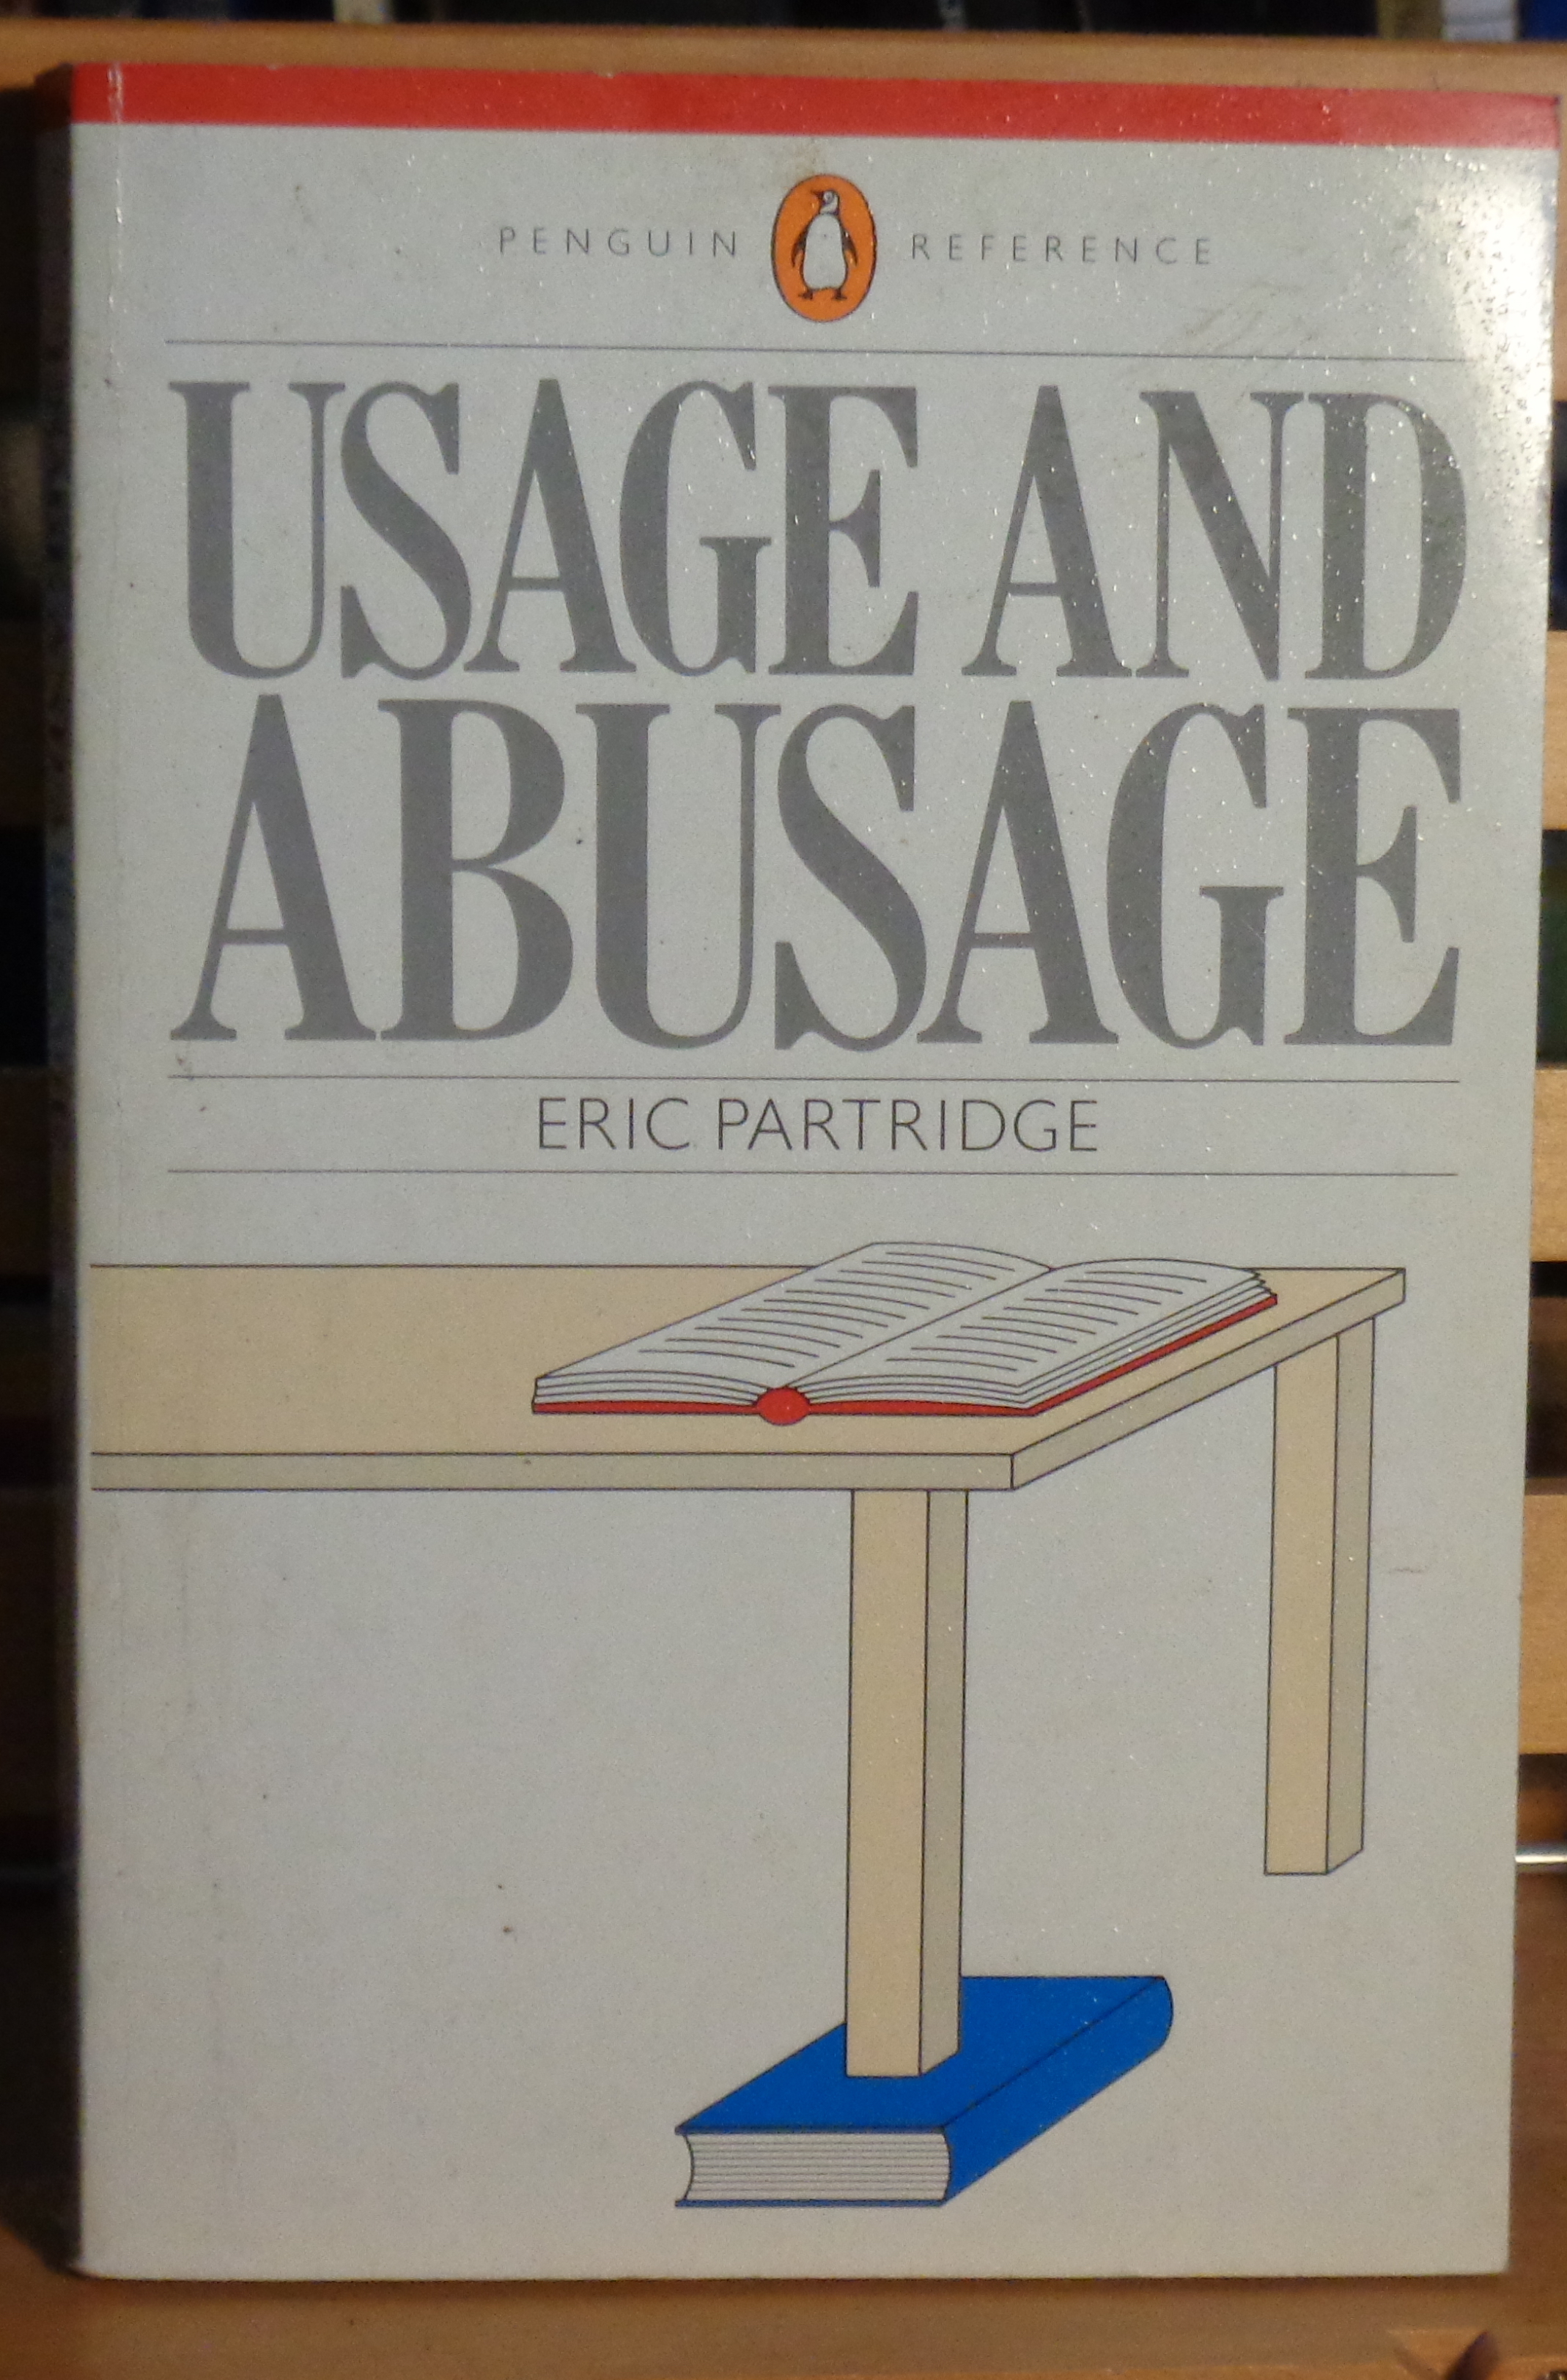 PENGUIN REFERENCE
USAGE AND
ABUSAGE
ERIC PARTRIDGE